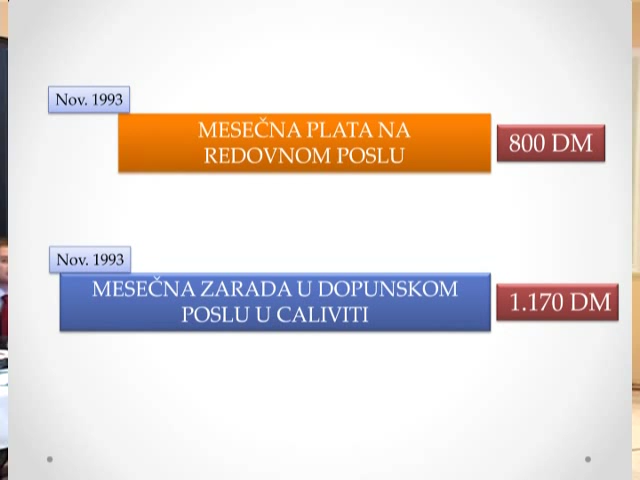 Nov. 1993
MESEČNA PLATA NA
REDOVNOM POSLU
800 DM
Nov. 1993
MESEČNA ZARADA U DOPUNSKOM
POSLU U CALIVITI
1.170 DM